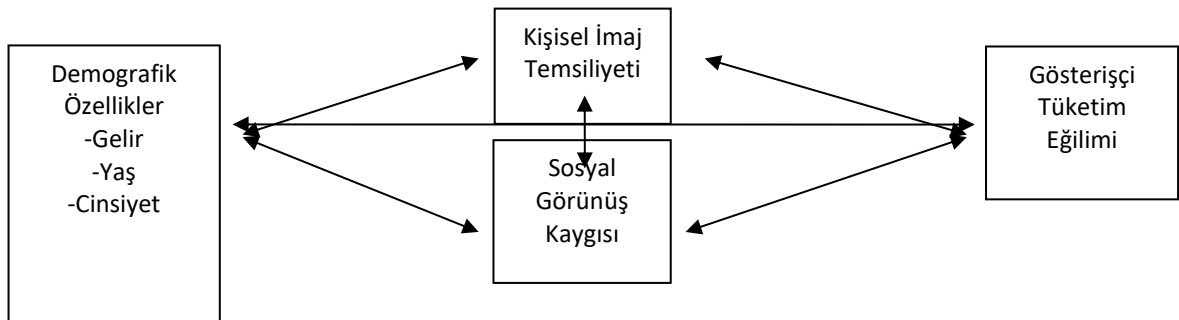 Demografik
Özellikler
-Gelir
-Yaş
-Cinsiyet
Kişisel İmaj
Temsiliyeti
Sosyal
Görünüş
Kaygısı
Gösterişçi
Tüketim
Eğilimi